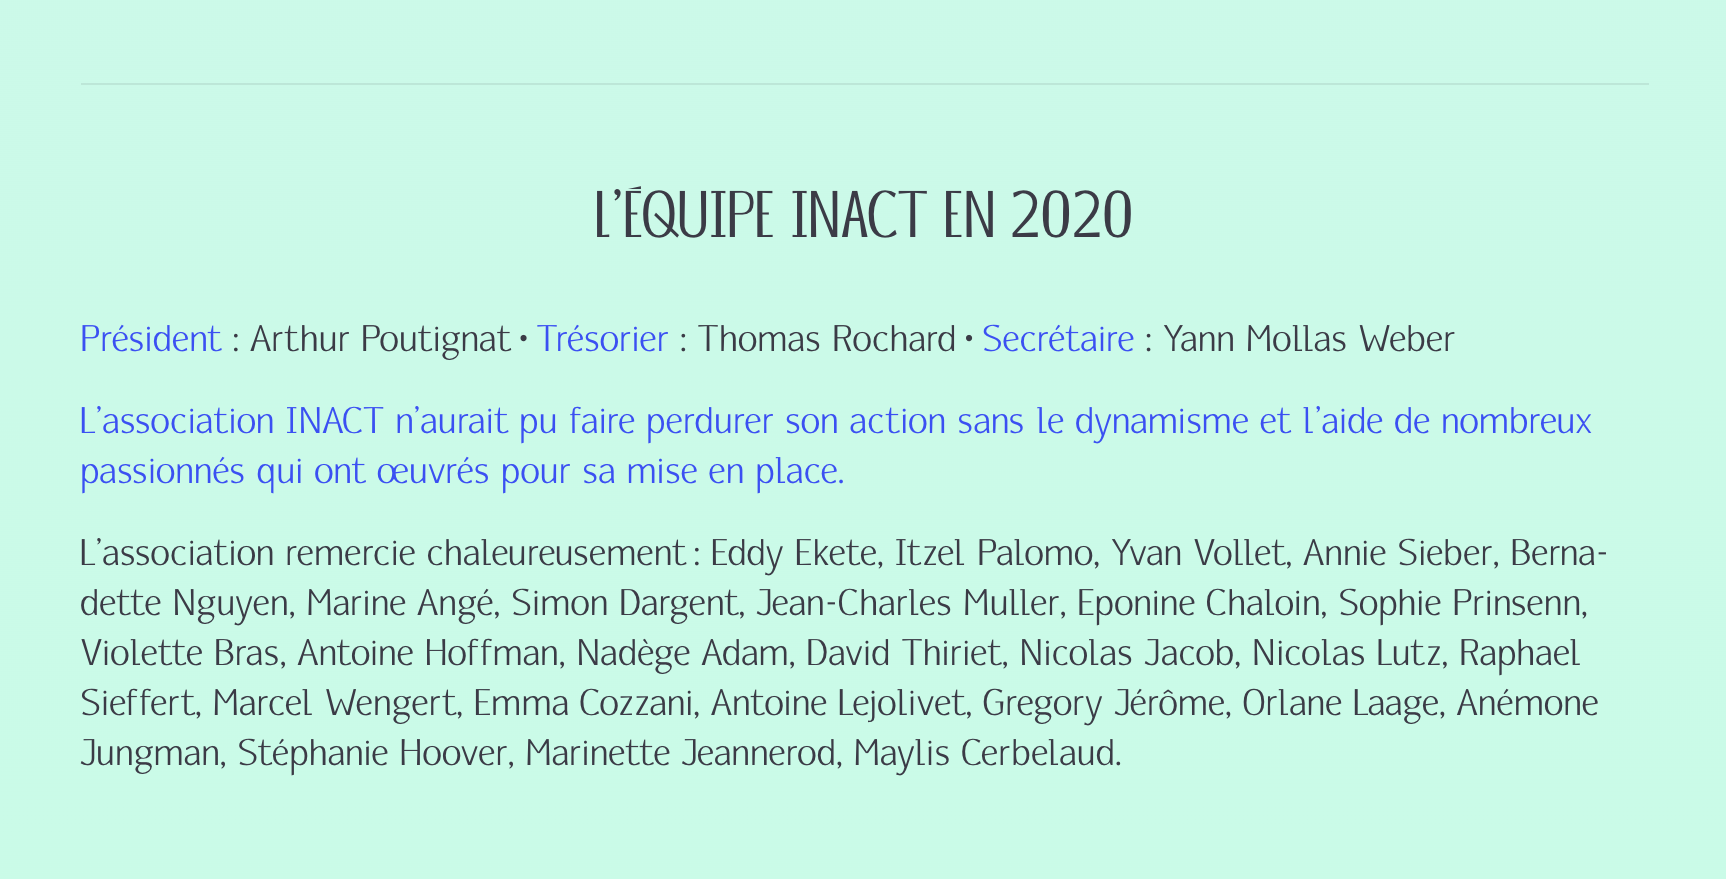 L’ÉQUIPE INACT EN 2020
Président : Arthur Poutignat • Trésorier : Thomas Rochard • Secrétaire : Yann Mollas Weber
L’association INACT n’aurait pu faire perdurer son action sans le dynamisme et l’aide de nombreux
passionnés qui ont œuvrés pour sa mise en place.
L’association remercie chaleureusement : Eddy Ekete, Itzel Palomo, Yvan Vollet, Annie Sieber, Berna-
dette Nguyen, Marine Angé, Simon Dargent, Jean-Charles Muller, Eponine Chaloin, Sophie Prinsenn,
Violette Bras, Antoine Hoffman, Nadège Adam, David Thiriet, Nicolas Jacob, Nicolas Lutz, Raphael
Sieffert, Marcel Wengert, Emma Cozzani, Antoine Lejolivet, Gregory Jérôme, Orlane Laage, Anémone
Jungman, Stéphanie Hoover, Marinette Jeannerod, Maylis Cerbelaud.